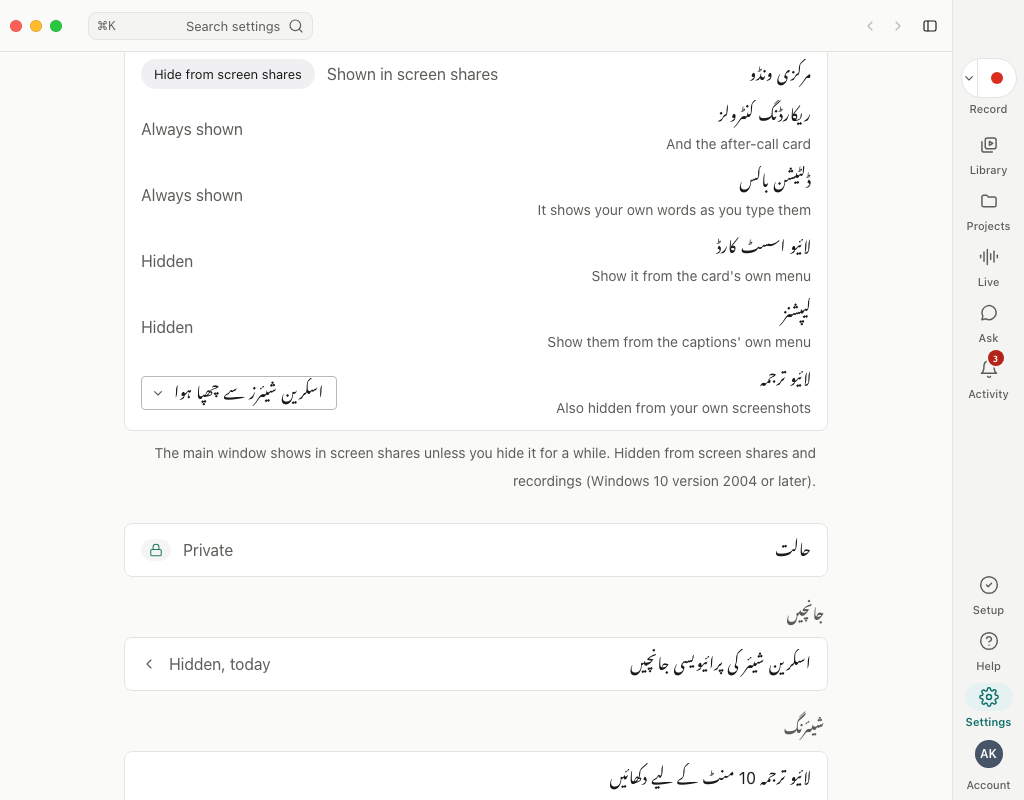 ⌘K
Search settings
مرکزی ونڈو
Shown in screen shares
Hide from screen shares
ریکارڈنگ کنٹرولز
And the after-call card
Always shown
ڈکٹیشن باکس
It shows your own words as you type them
Always shown
لائیو اسسٹ کارڈ
Show it from the card's own menu
Hidden
کیپشنز
Show them from the captions' own menu
Hidden
لائیو ترجمہ
Also hidden from your own screenshots
اسکرین شیئرز سے چھپا ہوا
The main window shows in screen shares unless you hide it for a while. Hidden from screen shares and
recordings (Windows 10 version 2004 or later).
حالت
Private
جانچیں
اسکرین شیئر کی پرائیویسی جانچیں
Hidden, today
شیئرنگ
لائیو ترجمہ 10 منٹ کے لیے دکھائیں
Record
Library
Projects
Live
Ask
3
Activity
Setup
Help
Settings
AK
Account